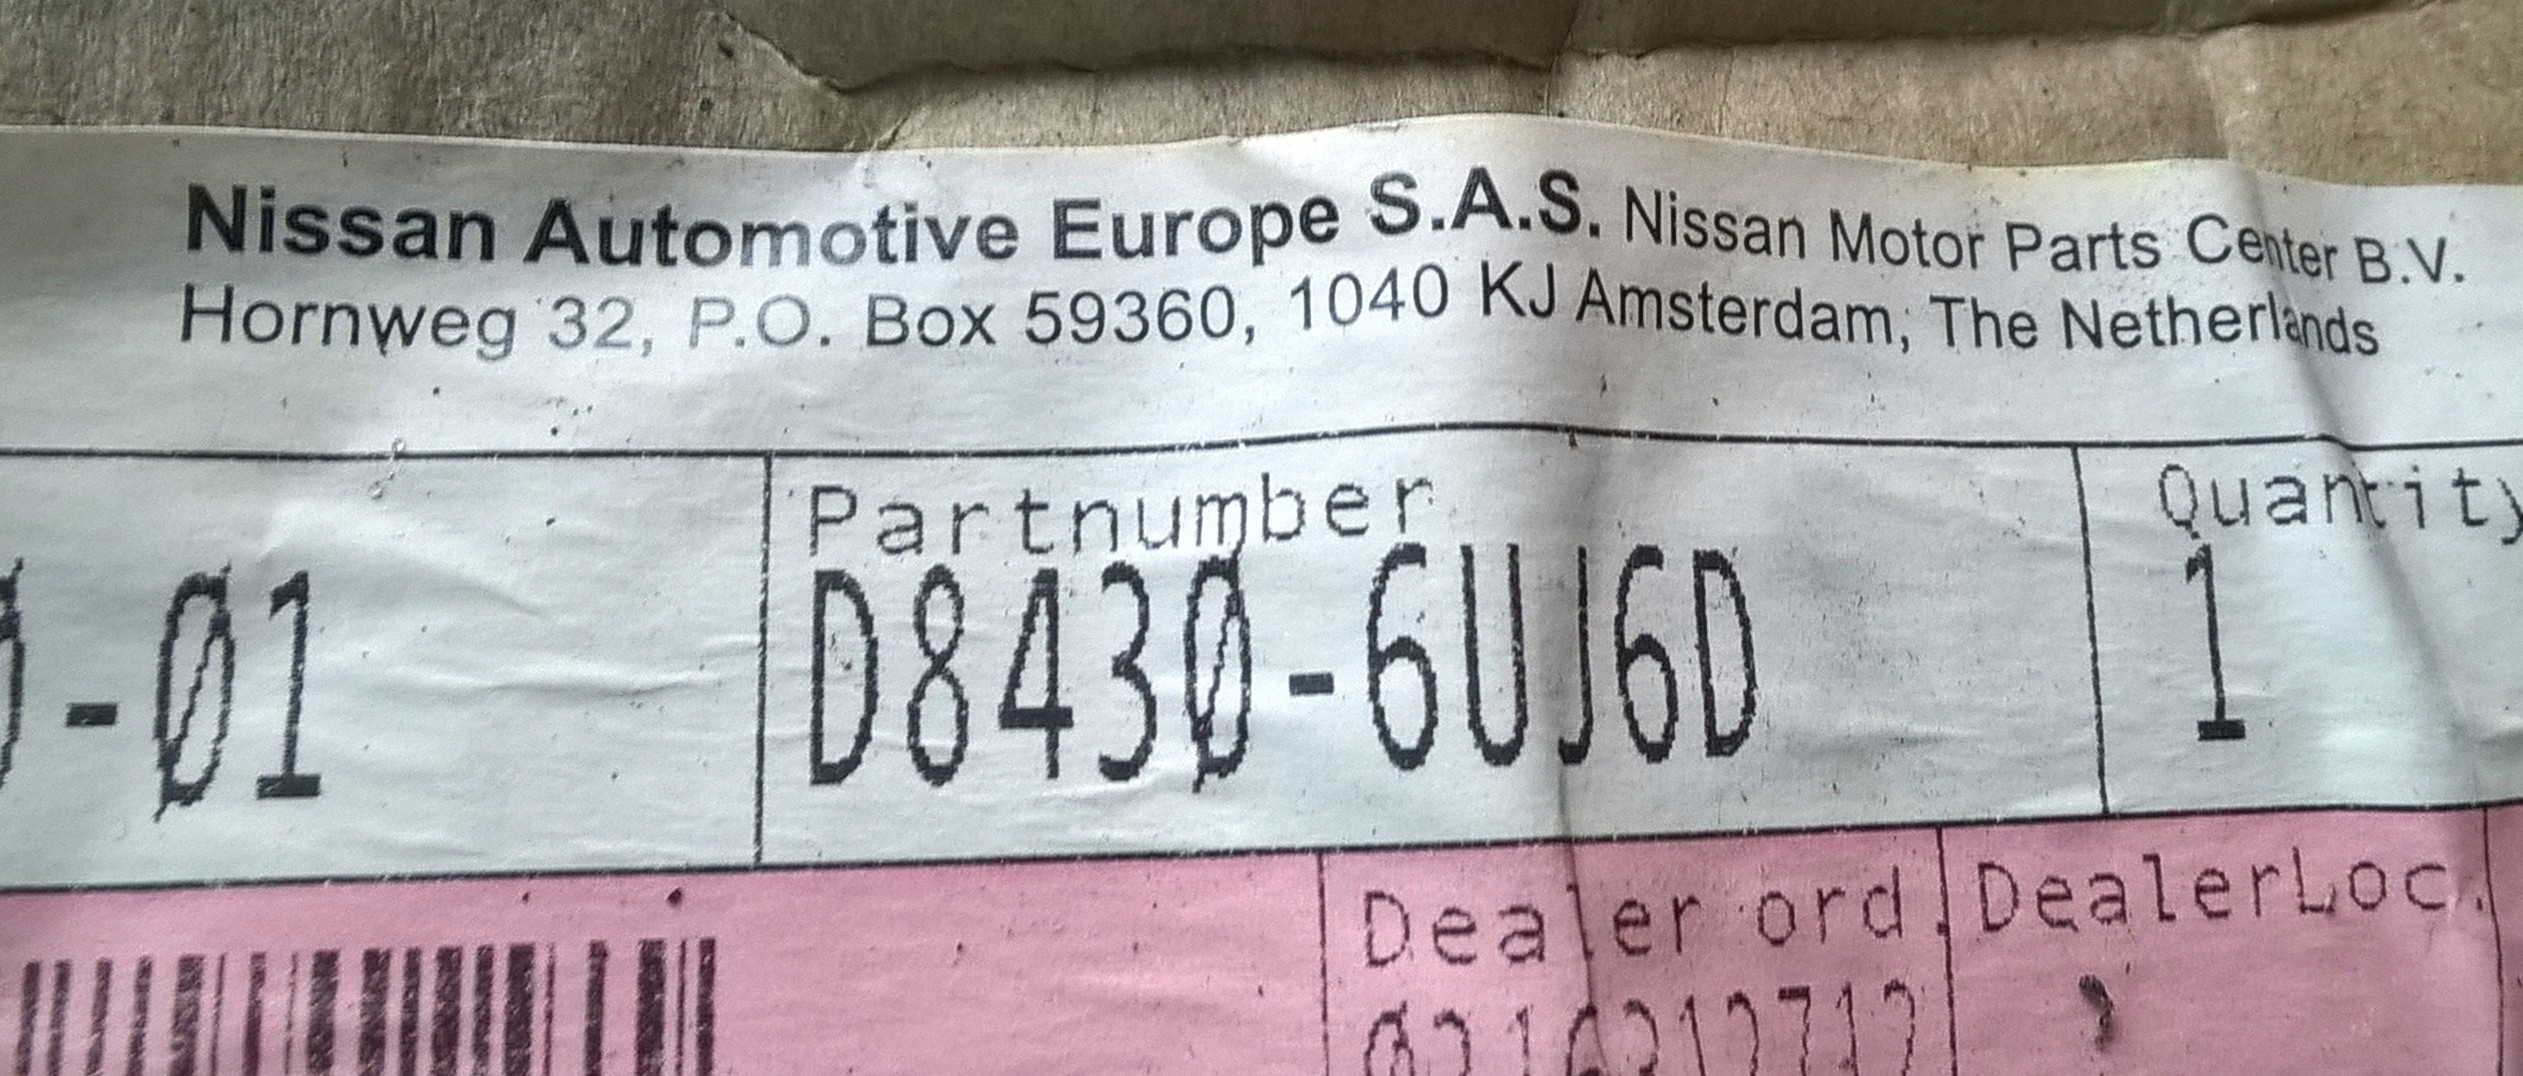 Nissan Automotive Europe S.A.S. Nissan Motor Parts Center B.V.
Hornweg 32, P.O. Box 59360, 1040 KJ Amsterdam, The Netherlands
Partnumber Quantity
-01 D8430-6UJ6D 1
Dealer ord. DealerLoc.